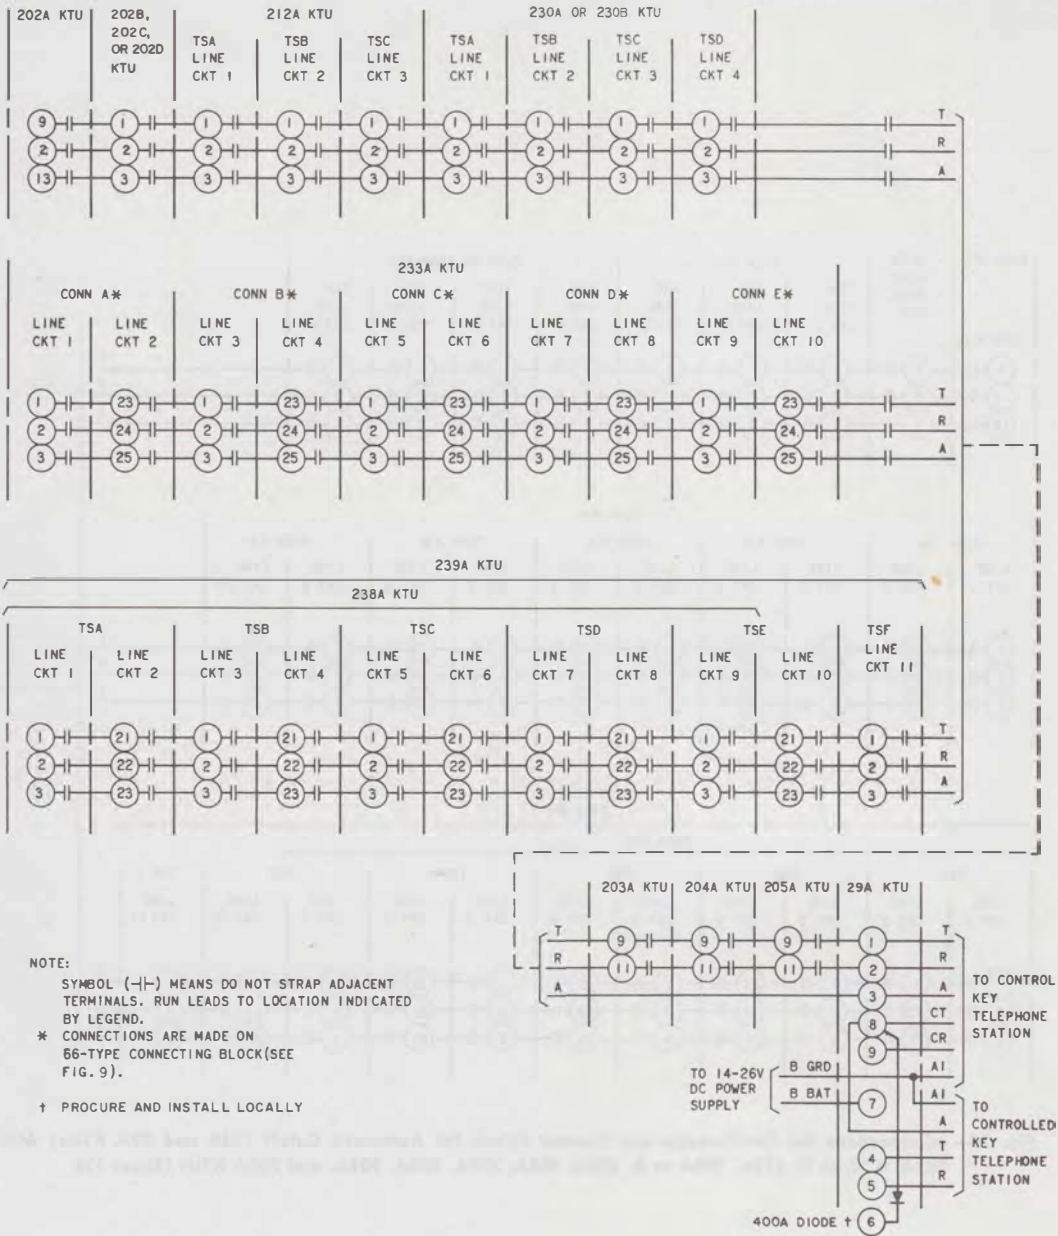 202A KTU
202B,
202C,
OR 202D
KTU
212A KTU
TSA
LINE
CKT 1
TSB
LINE
CKT 2
TSC
LINE
CKT 3
230A OR 230B KTU
TSA
LINE
CKT 1
TSB
LINE
CKT 2
TSC
LINE
CKT 3
TSD
LINE
CKT 4
9 1 1 1 1 1 1 1 1 T
2 2 2 2 2 2 2 2 2 R
13 3 3 3 3 3 3 3 3 A
233A KTU
CONN A* CONN B* CONN C* CONN D* CONN E*
LINE LINE LINE LINE LINE LINE LINE LINE LINE LINE
CKT 1 CKT 2 CKT 3 CKT 4 CKT 5 CKT 6 CKT 7 CKT 8 CKT 9 CKT 10
1 23 1 23 1 23 1 23 1 23 T
2 24 2 24 2 24 2 24 2 24 R
3 25 3 25 3 25 3 25 3 25 A
239A KTU
238A KTU
TSA TSB TSC TSD TSE TSF
LINE LINE LINE LINE LINE LINE LINE LINE LINE LINE LINE
CKT 1 CKT 2 CKT 3 CKT 4 CKT 5 CKT 6 CKT 7 CKT 8 CKT 9 CKT 10 CKT 11
1 21 1 21 1 21 1 21 1 21 1 T
2 22 2 22 2 22 2 22 2 22 2 R
3 23 3 23 3 23 3 23 3 23 3 A
203A KTU 204A KTU 205A KTU 29A KTU
T 9 9 9 1 T
R 11 11 11 2 R
A 3 A
8 CT
9 CR
B GRD A1
B BAT 7 A1
A
4 T
5 R
400A DIODE † 6
TO CONTROL
KEY
TELEPHONE
STATION
TO 14-26V
DC POWER
SUPPLY
TO
CONTROLLED
KEY
TELEPHONE
STATION
NOTE:
SYMBOL (⊣⊢) MEANS DO NOT STRAP ADJACENT
TERMINALS. RUN LEADS TO LOCATION INDICATED
BY LEGEND.
* CONNECTIONS ARE MADE ON
66-TYPE CONNECTING BLOCK(SEE
FIG. 9).
† PROCURE AND INSTALL LOCALLY